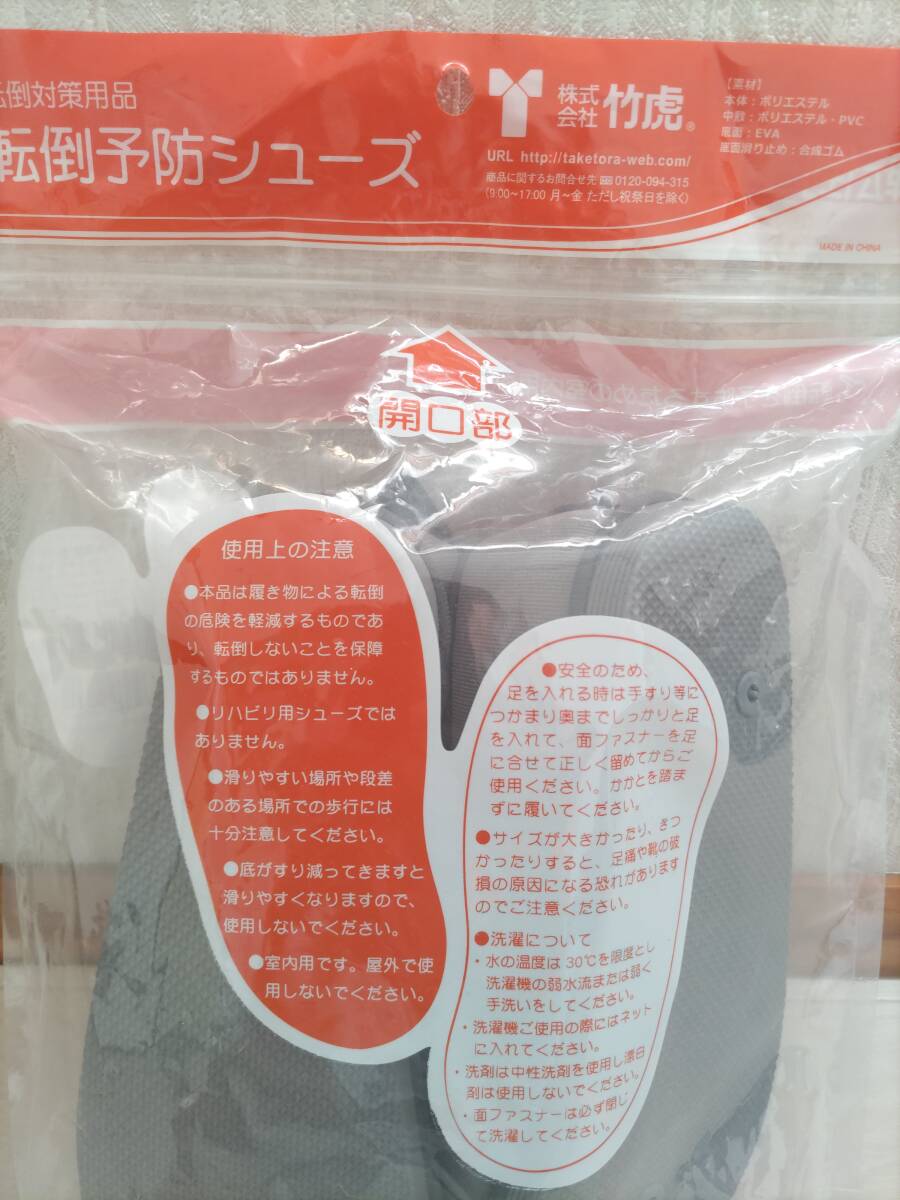 転倒対策用品
転倒予防シューズ
株式
会社 竹虎®
URL http://taketora-web.com/
商品に関するお問合せ先 0120-094-315
(9:00~17:00 月~金 ただし祝祭日を除く)
【素材】
本体：ポリエステル
中敷：ポリエステル・PVC
底面：EVA
底面滑り止め：合成ゴム
MADE IN CHINA
開口部
使用上の注意
●本品は履き物による転倒
の危険を軽減するものであ
り、転倒しないことを保障
するものではありません。
●リハビリ用シューズでは
ありません。
●滑りやすい場所や段差
のある場所での歩行には
十分注意してください。
●底がすり減ってきますと
滑りやすくなりますので、
使用しないでください。
●室内用です。屋外で使
用しないでください。
●安全のため、
足を入れる時は手すり等に
つかまり奥までしっかりと足
を入れて、面ファスナーを足
に合せて正しく留めてからご
使用ください。かかとを踏ま
ずに履いてください。
●サイズが大きかったり、きつ
かったりすると、足痛や靴の破
損の原因になる恐れがあります
のでご注意ください。
●洗濯について
・水の温度は30℃を限度とし
洗濯機の弱水流または弱く
手洗いをしてください。
・洗濯機ご使用の際にはネット
に入れてください。
・洗剤は中性洗剤を使用し漂白
剤は使用しないでください。
・面ファスナーは必ず閉じ
て洗濯してください。